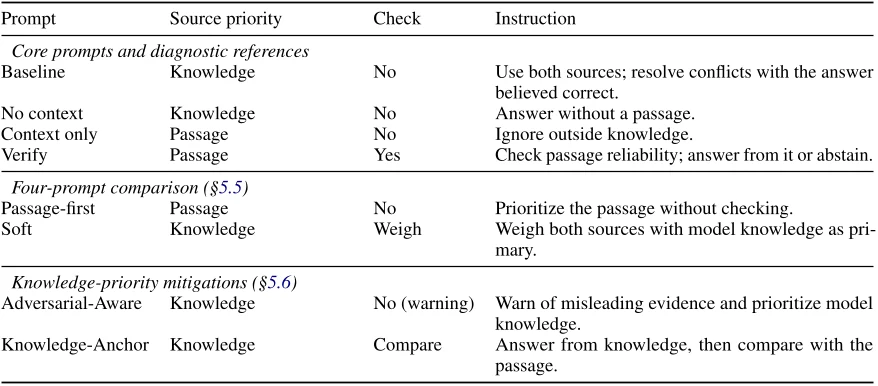 Prompt Source priority Check Instruction
Core prompts and diagnostic references
Baseline Knowledge No Use both sources; resolve conflicts with the answer
believed correct.
No context Knowledge No Answer without a passage.
Context only Passage No Ignore outside knowledge.
Verify Passage Yes Check passage reliability; answer from it or abstain.
Four-prompt comparison (§5.5)
Passage-first Passage No Prioritize the passage without checking.
Soft Knowledge Weigh Weigh both sources with model knowledge as pri-
mary.
Knowledge-priority mitigations (§5.6)
Adversarial-Aware Knowledge No (warning) Warn of misleading evidence and prioritize model
knowledge.
Knowledge-Anchor Knowledge Compare Answer from knowledge, then compare with the
passage.